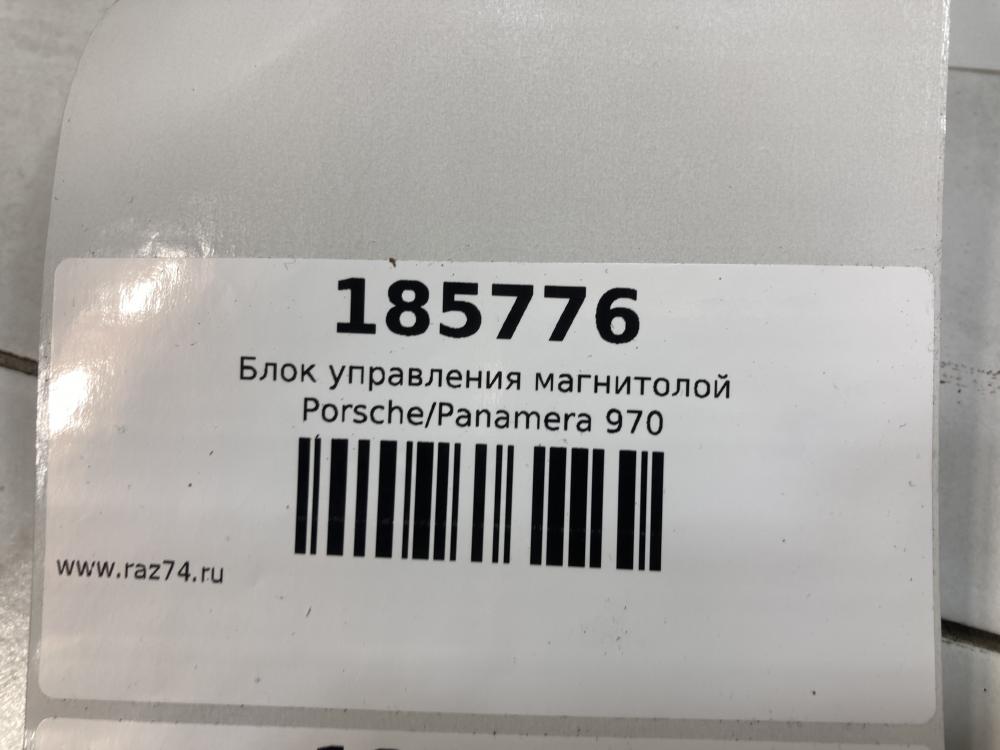 185776
Блок управления магнитолой
Porsche/Panamera 970
www.raz74.ru